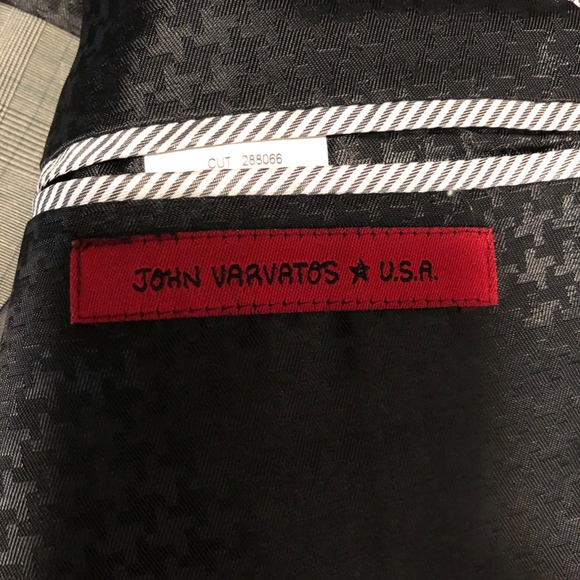 CUT 288066
JOHN VARVATOS ★ U.S.A.